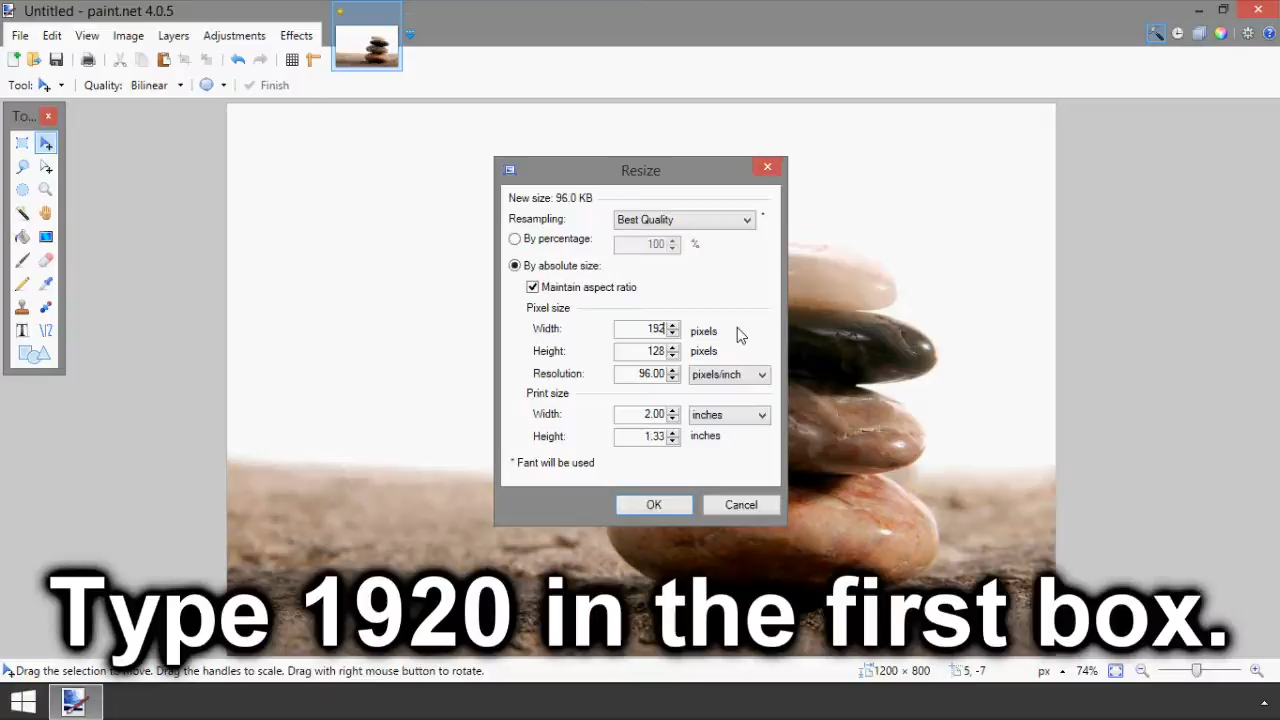 Untitled - paint.net 4.0.5
File Edit View Image Layers Adjustments Effects
Tool: Quality: Bilinear Finish
To...
Resize
New size: 96.0 KB
Resampling: Best Quality *
By percentage: 100 %
By absolute size:
Maintain aspect ratio
Pixel size
Width: 192 pixels
Height: 128 pixels
Resolution: 96.00 pixels/inch
Print size
Width: 2.00 inches
Height: 1.33 inches
* Fant will be used
OK Cancel
Type 1920 in the first box.
Drag the selection to move. Drag the handles to scale. Drag with right mouse button to rotate. 1200 × 800 5, -7 px 74%